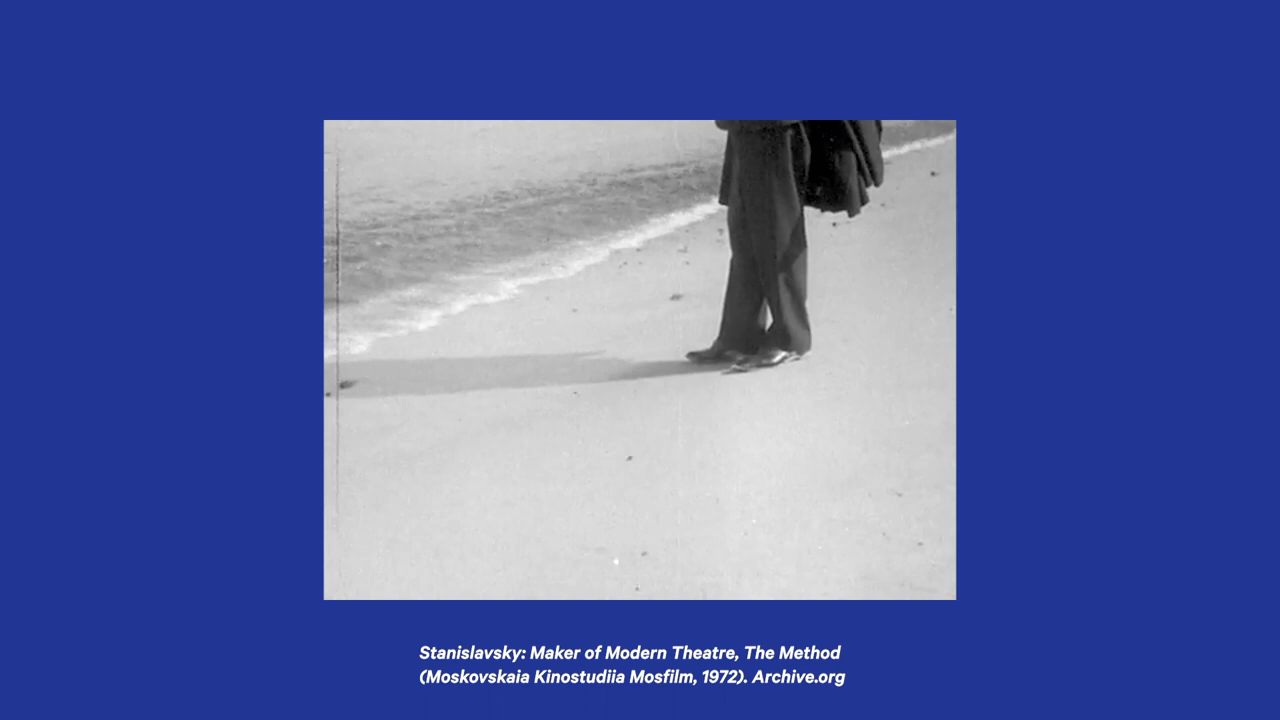 Stanislavsky: Maker of Modern Theatre, The Method
(Moskovskaia Kinostudiia Mosfilm, 1972). Archive.org